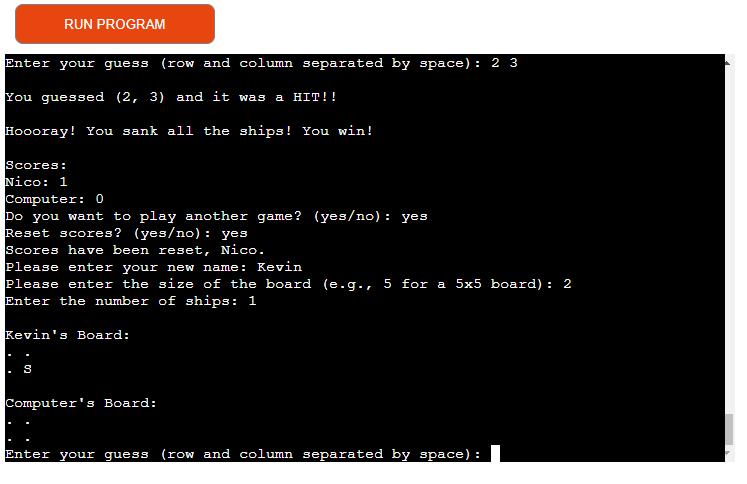 RUN PROGRAM
Enter your guess (row and column separated by space): 2 3
You guessed (2, 3) and it was a HIT!!
Hoooray! You sank all the ships! You win!
Scores:
Nico: 1
Computer: 0
Do you want to play another game? (yes/no): yes
Reset scores? (yes/no): yes
Scores have been reset, Nico.
Please enter your new name: Kevin
Please enter the size of the board (e.g., 5 for a 5x5 board): 2
Enter the number of ships: 1
Kevin's Board:
. .
. S
Computer's Board:
. .
. .
Enter your guess (row and column separated by space):